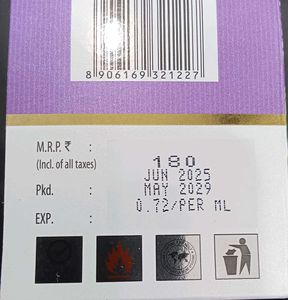 8 906169 321227
M.R.P. ₹ : 180
(Incl. of all taxes)
JUN 2025
Pkd. : MAY 2029
0.72/PER ML
EXP. :